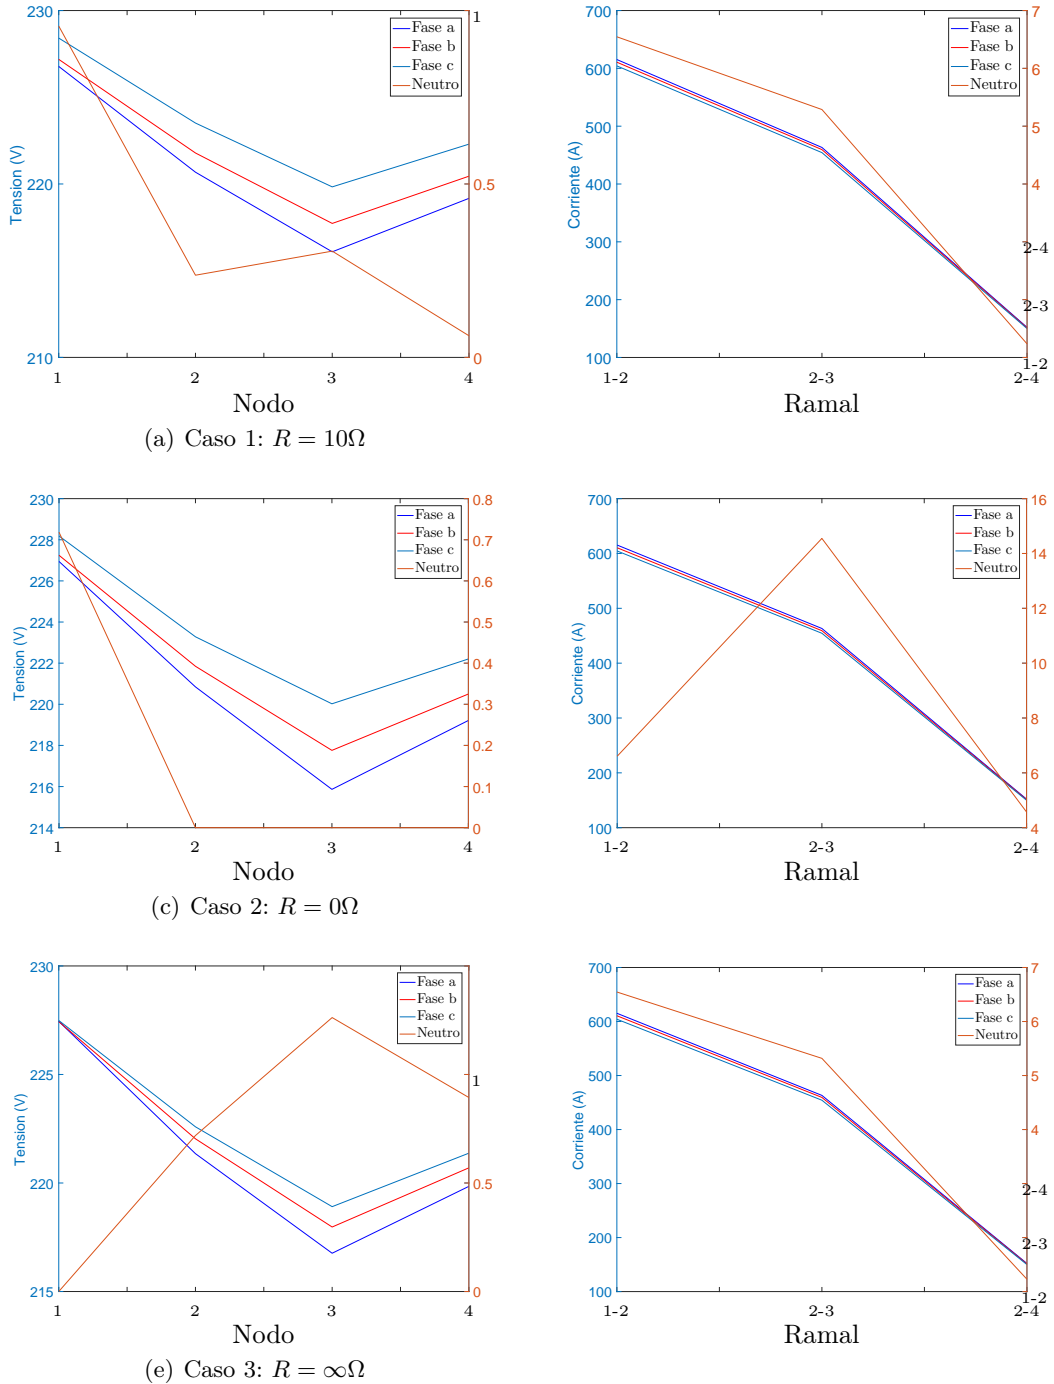 230
220
210
Tension (V)
1
0.5
0
Fase a
Fase b
Fase c
Neutro
1 2 3 4
Nodo
700
600
500
400
300
200
100
Corriente (A)
7
6
5
4
2-4
2-3
1-2
Fase a
Fase b
Fase c
Neutro
1-2 2-3 2-4
Ramal
(a) Caso 1: R = 10Ω
230
228
226
224
222
220
218
216
214
Tension (V)
0.8
0.7
0.6
0.5
0.4
0.3
0.2
0.1
0
Fase a
Fase b
Fase c
Neutro
1 2 3 4
Nodo
700
600
500
400
300
200
100
Corriente (A)
16
14
12
10
8
6
4
Fase a
Fase b
Fase c
Neutro
1-2 2-3 2-4
Ramal
(c) Caso 2: R = 0Ω
230
225
220
215
Tension (V)
1
0.5
0
Fase a
Fase b
Fase c
Neutro
1 2 3 4
Nodo
700
600
500
400
300
200
100
Corriente (A)
7
6
5
4
2-4
2-3
1-2
Fase a
Fase b
Fase c
Neutro
1-2 2-3 2-4
Ramal
(e) Caso 3: R = ∞Ω